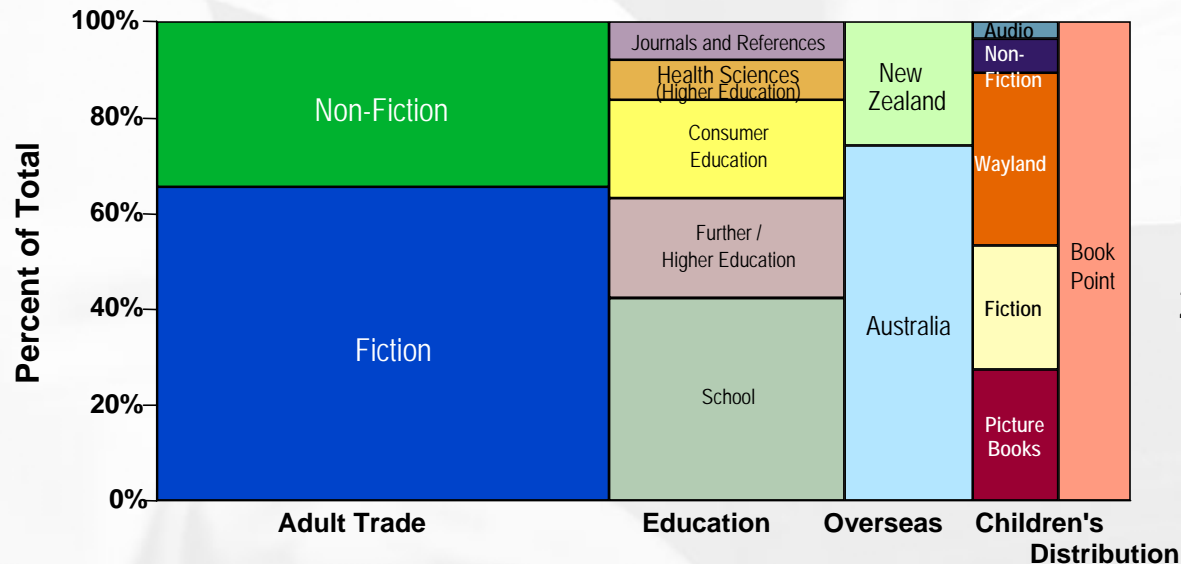 Percent of Total
100%
80%
60%
40%
20%
0%
Non-Fiction
Fiction
Journals and References
Health Sciences
(Higher Education)
Consumer
Education
Further /
Higher Education
School
New
Zealand
Australia
Audio
Non-
Fiction
Wayland
Fiction
Picture
Books
Book
Point
Adult Trade
Education
Overseas
Children's
Distribution